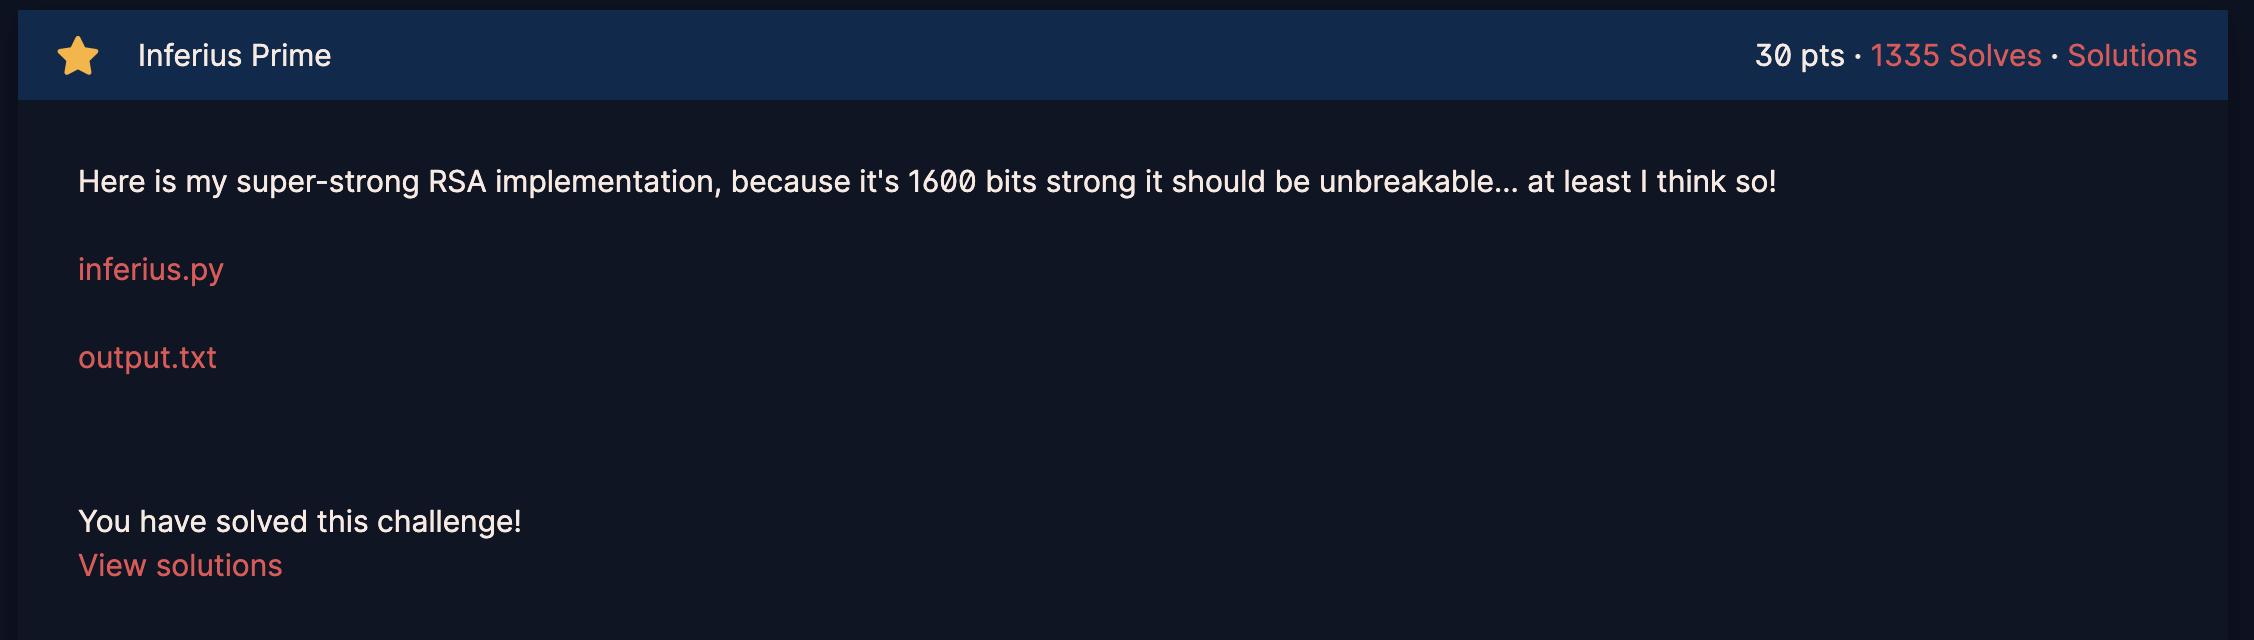 Inferius Prime
30 pts · 1335 Solves · Solutions
Here is my super-strong RSA implementation, because it's 1600 bits strong it should be unbreakable... at least I think so!
inferius.py
output.txt
You have solved this challenge!
View solutions